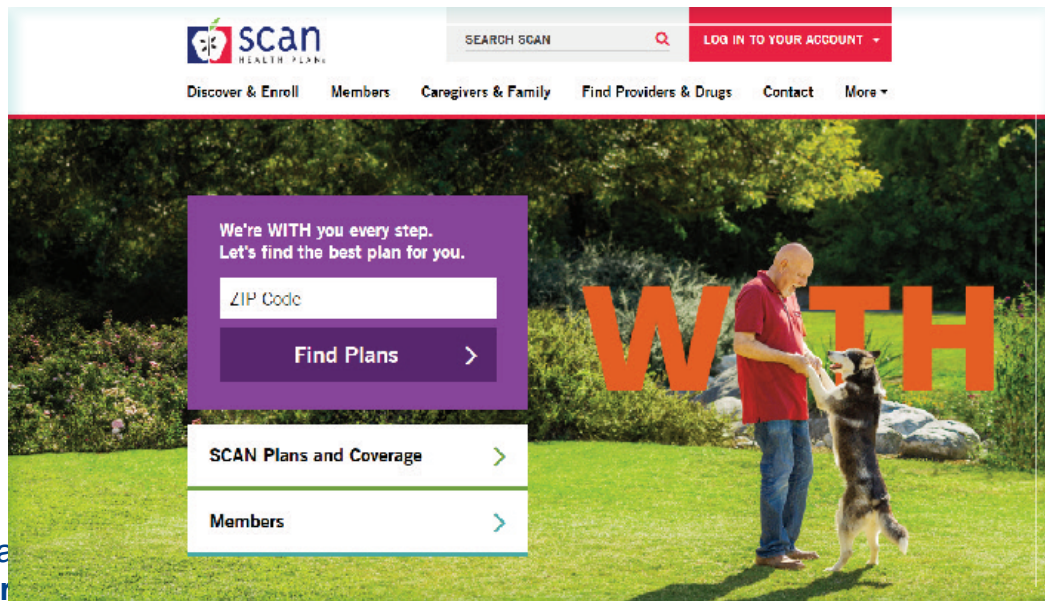 scan
HEALTH PLAN®
SEARCH SCAN
LOG IN TO YOUR ACCOUNT
Discover & Enroll Members Caregivers & Family Find Providers & Drugs Contact More
We're WITH you every step.
Let's find the best plan for you.
ZIP Code
Find Plans
WITH
SCAN Plans and Coverage
Members